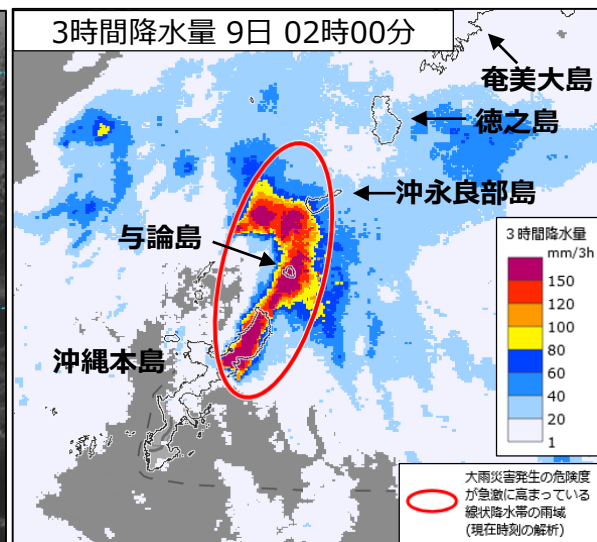 3時間降水量 9日 02時00分
奄美大島
徳之島
沖永良部島
与論島
沖縄本島
3時間降水量
mm/3h
150
120
100
80
60
40
20
1
大雨災害発生の危険度
が急激に高まっている
線状降水帯の雨域
(現在時刻の解析)